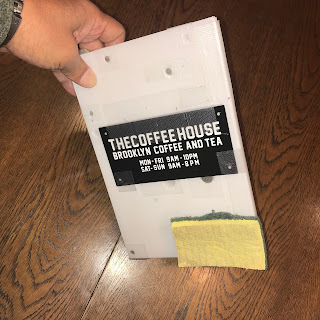 THECOFFEEHOUSE
BROOKLYN COFFEE AND TEA
MON-FRI 9AM-10PM
SAT-SUN 9AM-8PM